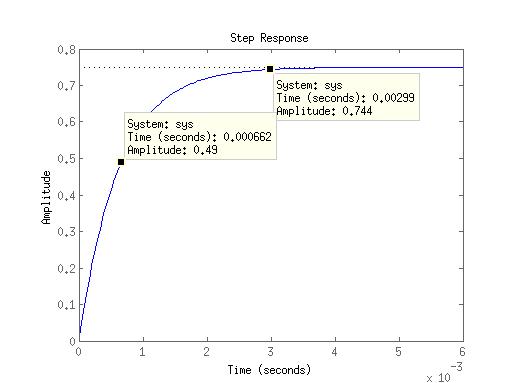 Step Response
0.8
0.7
0.6
0.5
0.4
0.3
0.2
0.1
0
Amplitude
System: sys
Time (seconds): 0.00299
Amplitude: 0.744
System: sys
Time (seconds): 0.000662
Amplitude: 0.49
0 1 2 3 4 5 6
x 10^-3
Time (seconds)